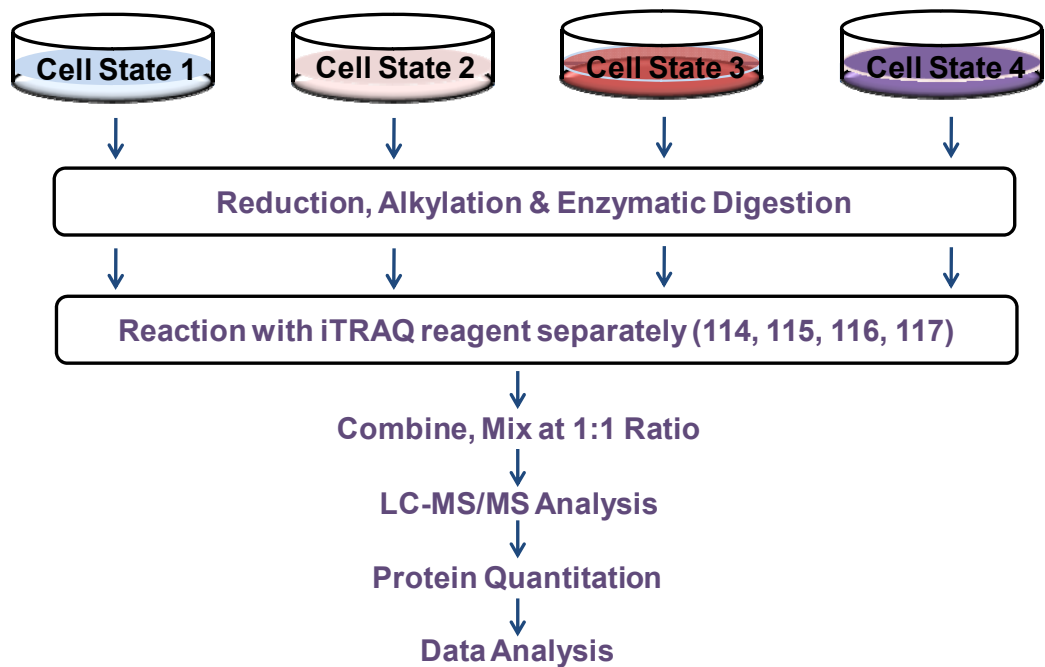 Cell State 1
Cell State 2
Cell State 3
Cell State 4
Reduction, Alkylation & Enzymatic Digestion
Reaction with iTRAQ reagent separately (114, 115, 116, 117)
Combine, Mix at 1:1 Ratio
LC-MS/MS Analysis
Protein Quantitation
Data Analysis